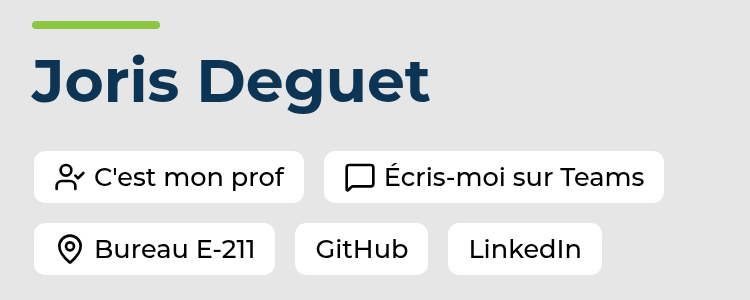 Joris Deguet
C'est mon prof
Écris-moi sur Teams
Bureau E-211
GitHub
LinkedIn